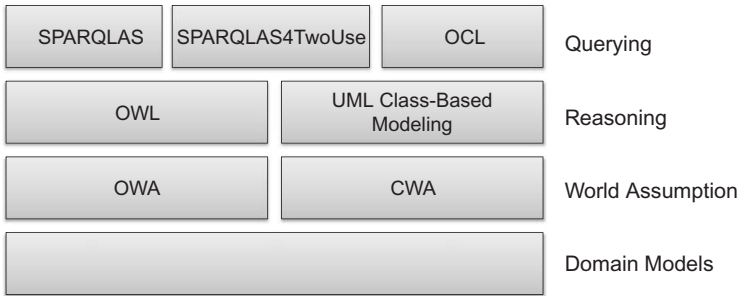 SPARQLAS SPARQLAS4TwoUse OCL Querying
OWL UML Class-Based Modeling Reasoning
OWA CWA World Assumption
Domain Models